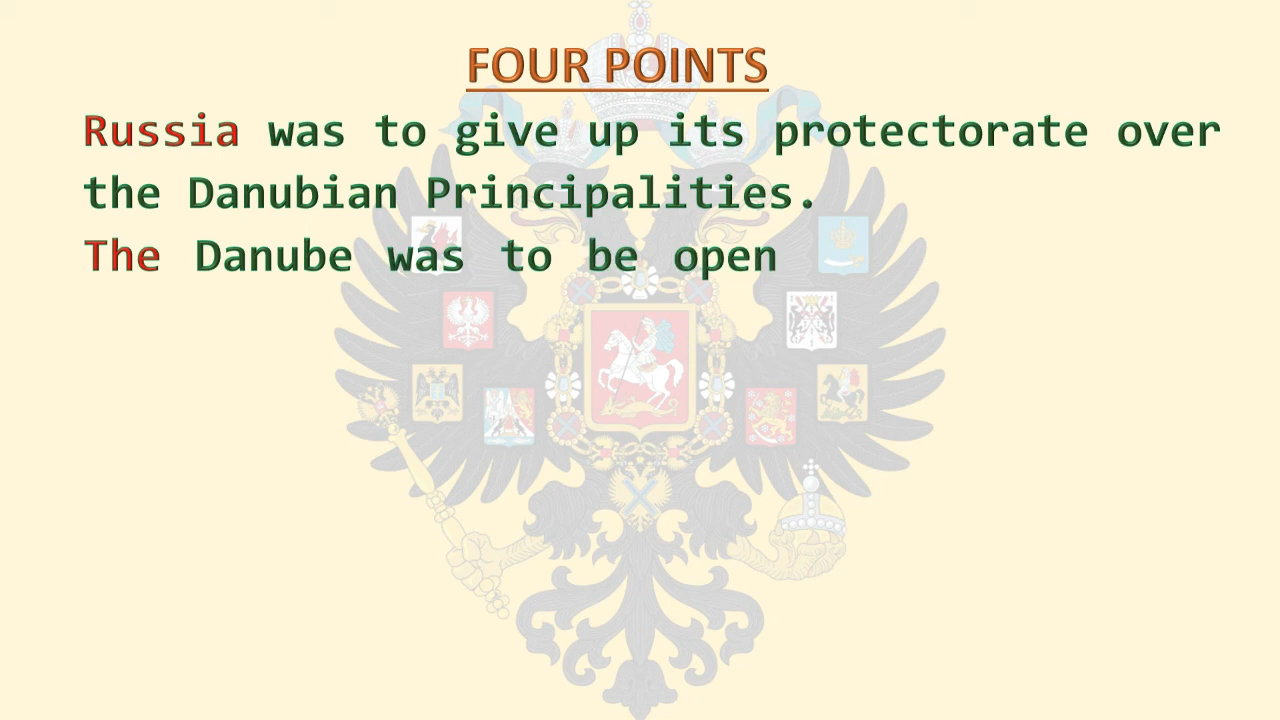 FOUR POINTS
Russia was to give up its protectorate over
the Danubian Principalities.
The Danube was to be open